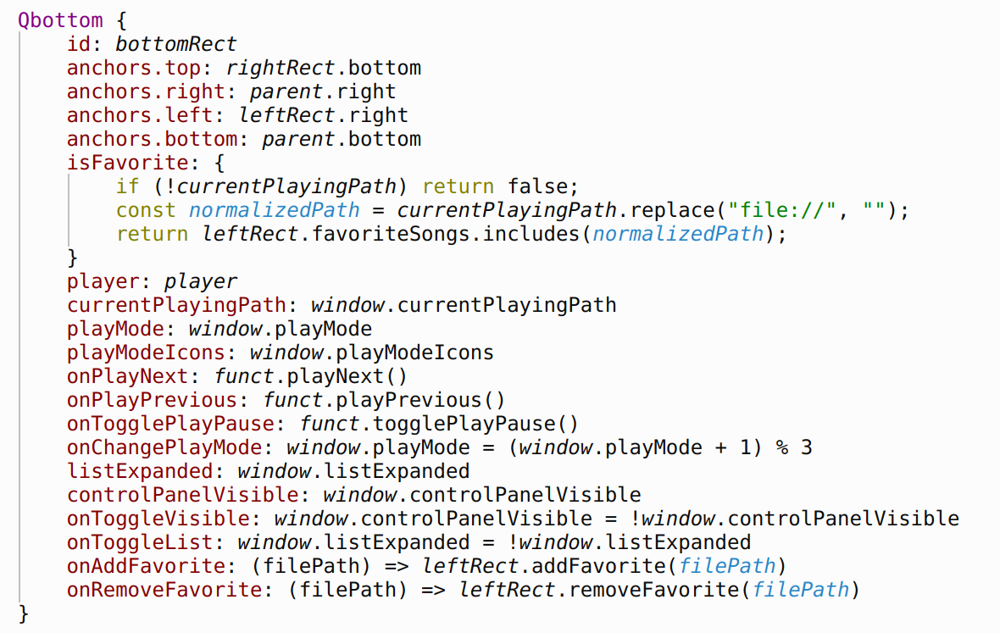 Qbottom {
    id: bottomRect
    anchors.top: rightRect.bottom
    anchors.right: parent.right
    anchors.left: leftRect.right
    anchors.bottom: parent.bottom
    isFavorite: {
        if (!currentPlayingPath) return false;
        const normalizedPath = currentPlayingPath.replace("file://", "");
        return leftRect.favoriteSongs.includes(normalizedPath);
    }
    player: player
    currentPlayingPath: window.currentPlayingPath
    playMode: window.playMode
    playModeIcons: window.playModeIcons
    onPlayNext: funct.playNext()
    onPlayPrevious: funct.playPrevious()
    onTogglePlayPause: funct.togglePlayPause()
    onChangePlayMode: window.playMode = (window.playMode + 1) % 3
    listExpanded: window.listExpanded
    controlPanelVisible: window.controlPanelVisible
    onToggleVisible: window.controlPanelVisible = !window.controlPanelVisible
    onToggleList: window.listExpanded = !window.listExpanded
    onAddFavorite: (filePath) => leftRect.addFavorite(filePath)
    onRemoveFavorite: (filePath) => leftRect.removeFavorite(filePath)
}